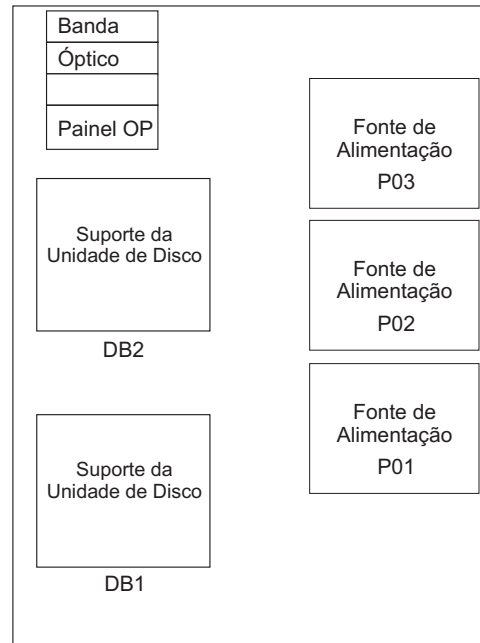 Banda
Óptico
Painel OP
Suporte da
Unidade de Disco
DB2
Suporte da
Unidade de Disco
DB1
Fonte de
Alimentação
P03
Fonte de
Alimentação
P02
Fonte de
Alimentação
P01